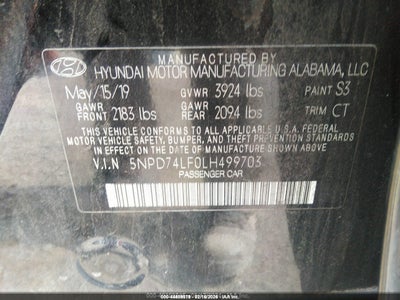 MANUFACTURED BY
HYUNDAI MOTOR MANUFACTURING ALABAMA, LLC
May/15/19 GVWR 3924 lbs PAINT S3
GAWR FRONT 2183 lbs GAWR REAR 2094 lbs TRIM CT
THIS VEHICLE CONFORMS TO ALL APPLICABLE U.S.A FEDERAL
MOTOR VEHICLE SAFETY, BUMPER, AND THEFT PREVENTION STANDARDS
IN EFFECT ON THE DATE OF MANUFACTURE SHOWN ABOVE.
V.I.N 5NPD74LF0LH499703
PASSENGER CAR